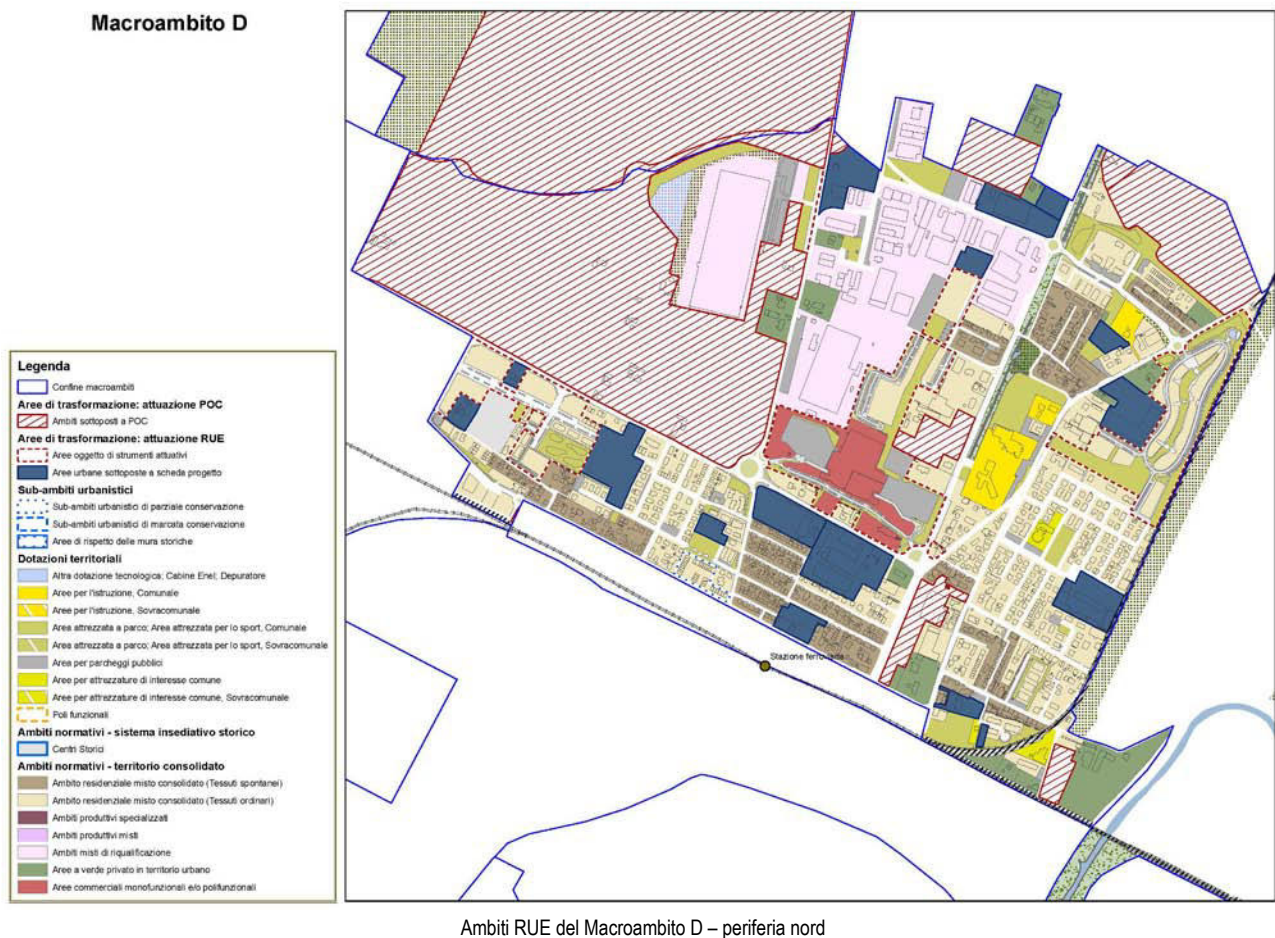 Macroambito D
Legenda
Confine macroambiti
Aree di trasformazione: attuazione POC
Ambiti sottoposti a POC
Aree di trasformazione: attuazione RUE
Aree oggetto di strumenti attuativi
Aree urbane sottoposte a scheda progetto
Sub-ambiti urbanistici
Sub-ambiti urbanistici di parziale conservazione
Sub-ambiti urbanistici di marcata conservazione
Aree di rispetto delle mura storiche
Dotazioni territoriali
Altra dotazione tecnologica; Cabine Enel; Depuratore
Aree per l'istruzione, Comunale
Aree per l'istruzione, Sovracomunale
Area attrezzata a parco; Area attrezzata per lo sport, Comunale
Area attrezzata a parco; Area attrezzata per lo sport, Sovracomunale
Area per parcheggi pubblici
Aree per attrezzature di interesse comune
Aree per attrezzature di interesse comune, Sovracomunale
Poli funzionali
Ambiti normativi - sistema insediativo storico
Centri Storici
Ambiti normativi - territorio consolidato
Ambito residenziale misto consolidato (Tessuti spontanei)
Ambito residenziale misto consolidato (Tessuti ordinari)
Ambiti produttivi specializzati
Ambiti produttivi misti
Ambiti misti di riqualificazione
Aree a verde privato in territorio urbano
Aree commerciali monofunzionali e/o polifunzionali
Stazione ferroviaria
Ambiti RUE del Macroambito D – periferia nord